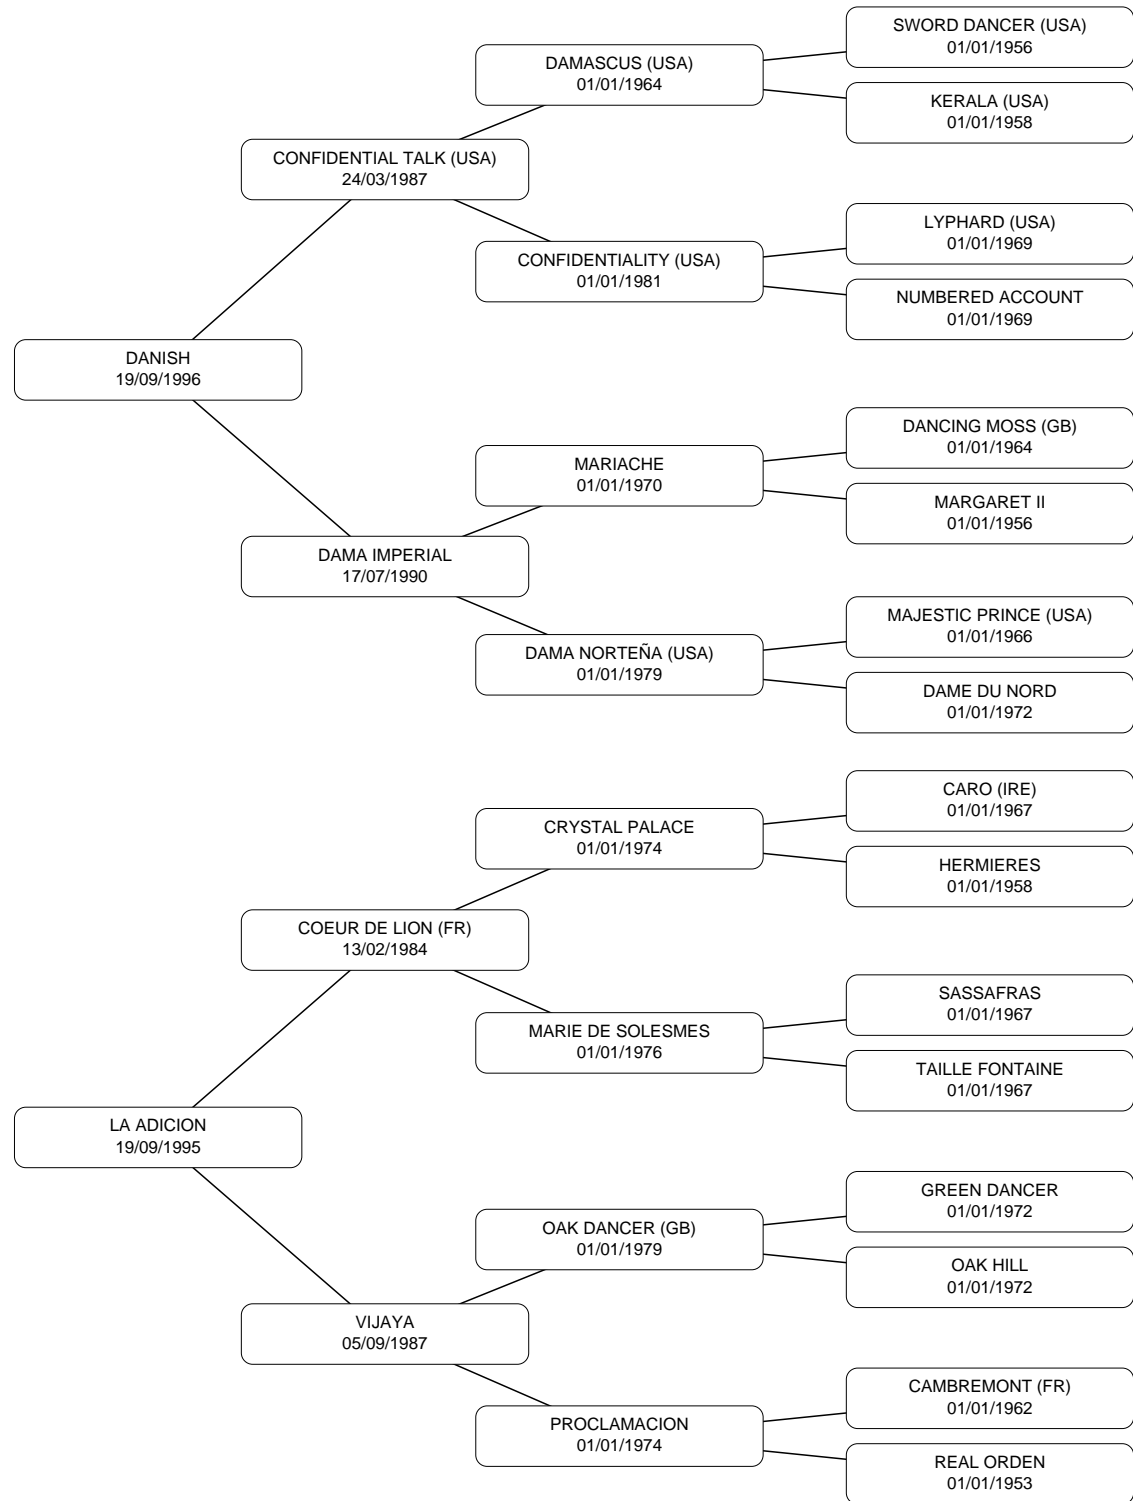 SWORD DANCER (USA)
01/01/1956
DAMASCUS (USA)
01/01/1964
KERALA (USA)
01/01/1958
CONFIDENTIAL TALK (USA)
24/03/1987
LYPHARD (USA)
01/01/1969
CONFIDENTIALITY (USA)
01/01/1981
NUMBERED ACCOUNT
01/01/1969
DANISH
19/09/1996
DANCING MOSS (GB)
01/01/1964
MARIACHE
01/01/1970
MARGARET II
01/01/1956
DAMA IMPERIAL
17/07/1990
MAJESTIC PRINCE (USA)
01/01/1966
DAMA NORTEÑA (USA)
01/01/1979
DAME DU NORD
01/01/1972
CARO (IRE)
01/01/1967
CRYSTAL PALACE
01/01/1974
HERMIERES
01/01/1958
COEUR DE LION (FR)
13/02/1984
SASSAFRAS
01/01/1967
MARIE DE SOLESMES
01/01/1976
TAILLE FONTAINE
01/01/1967
LA ADICION
19/09/1995
GREEN DANCER
01/01/1972
OAK DANCER (GB)
01/01/1979
OAK HILL
01/01/1972
VIJAYA
05/09/1987
CAMBREMONT (FR)
01/01/1962
PROCLAMACION
01/01/1974
REAL ORDEN
01/01/1953